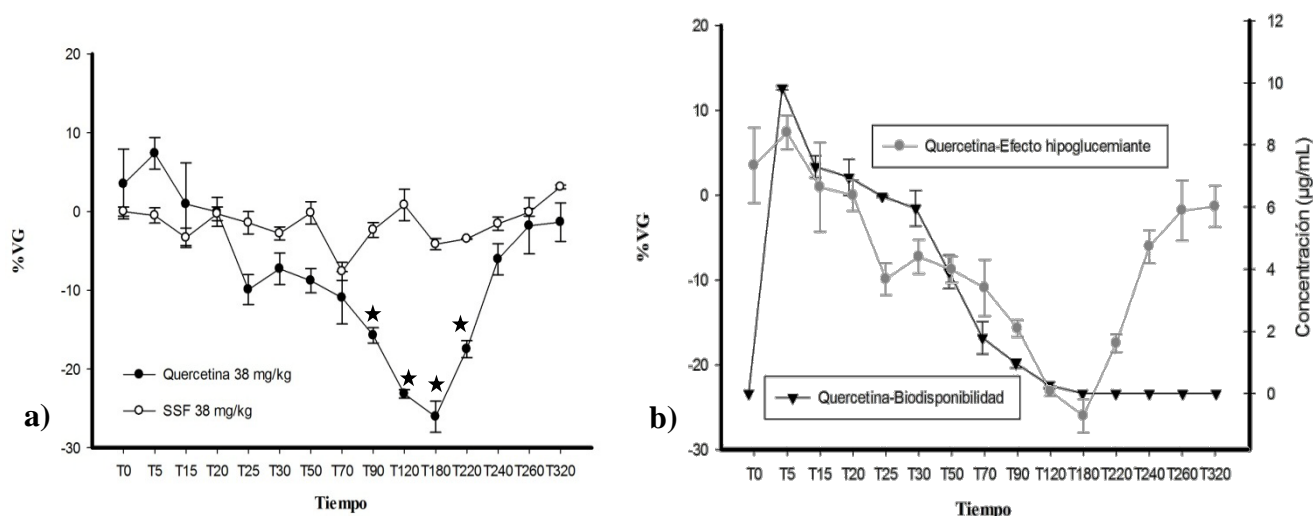 20
10
0
-10
-20
-30
%VG
Quercetina 38 mg/kg
SSF 38 mg/kg
a)
T0 T5 T15 T20 T25 T30 T50 T70 T90 T120 T180 T220 T240 T260 T320
Tiempo
20
10
0
-10
-20
-30
%VG
Quercetina-Efecto hipoglucemiante
Quercetina-Biodisponibilidad
b)
12
10
8
6
4
2
0
Concentración (µg/mL)
T0 T5 T15 T20 T25 T30 T50 T70 T90 T120 T180 T220 T240 T260 T320
Tiempo